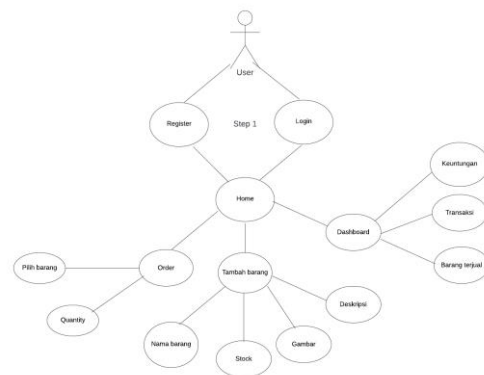 User
Register
Step 1
Login
Keuntungan
Home
Transaksi
Dashboard
Pilih barang
Order
Tambah barang
Barang terjual
Deskripsi
Quantity
Nama barang
Stock
Gambar